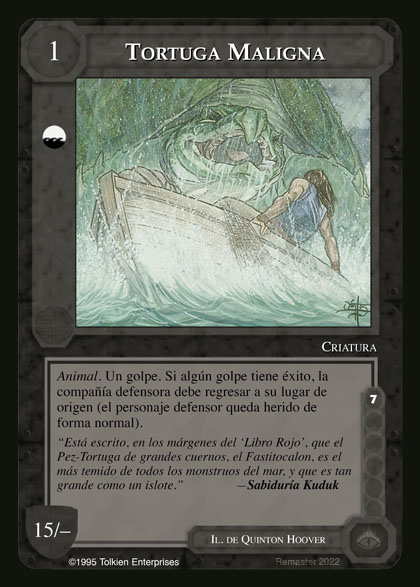 1
TORTUGA MALIGNA
CRIATURA
Animal. Un golpe. Si algún golpe tiene éxito, la
compañía defensora debe regresar a su lugar de
origen (el personaje defensor queda herido de
forma normal).
7
“Está escrito, en los márgenes del ‘Libro Rojo’, que el
Pez-Tortuga de grandes cuernos, el Fastitocalon, es el
más temido de todos los monstruos del mar, y que es tan
grande como un islote.” —Sabiduría Kuduk
15/–
IL. DE QUINTON HOOVER
©1995 Tolkien Enterprises
Remaster 2022